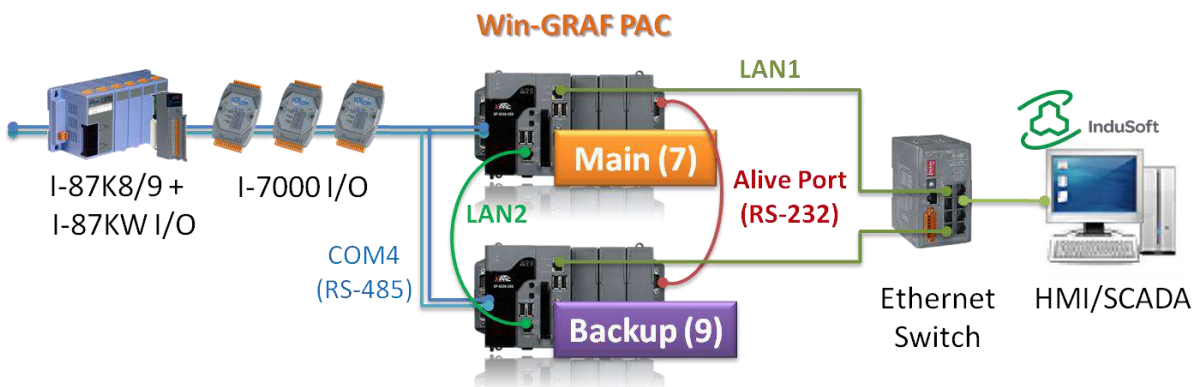 Win-GRAF PAC
LAN1
InduSoft
Main (7)
I-87K8/9 +
I-87KW I/O
I-7000 I/O
LAN2
Alive Port
(RS-232)
COM4
(RS-485)
Backup (9)
Ethernet
Switch
HMI/SCADA